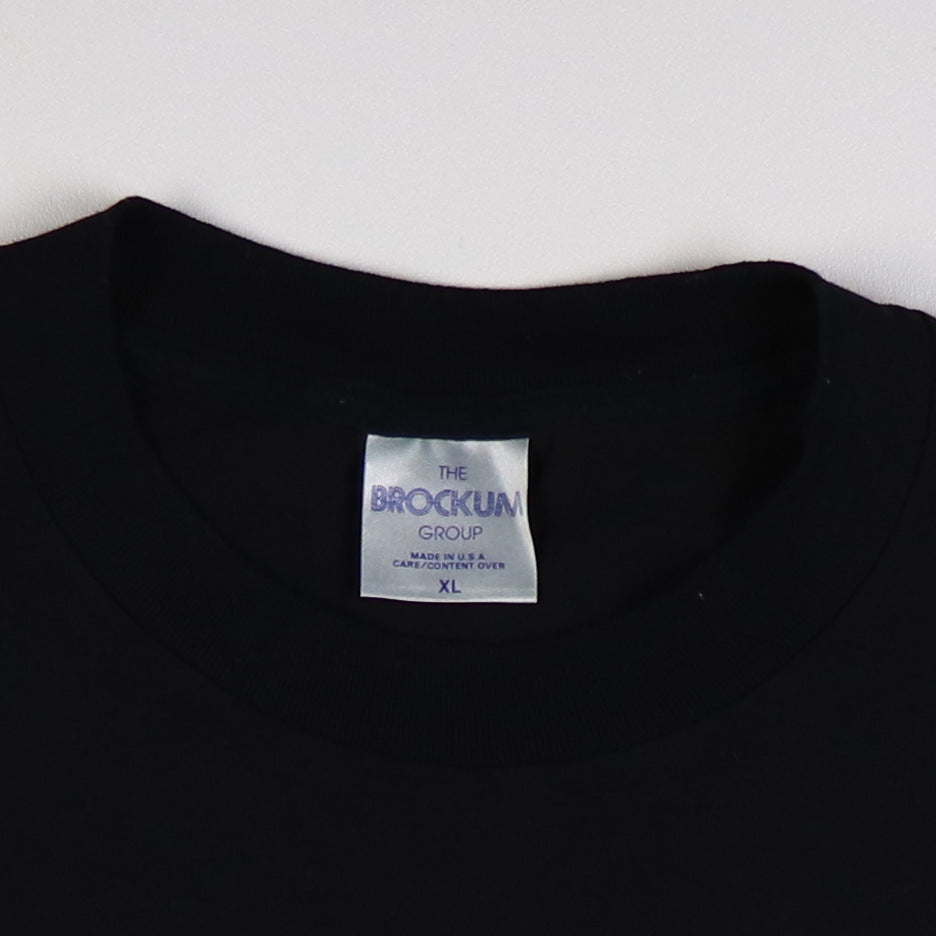 THE
BROCKUM
GROUP
MADE IN U.S.A
CARE/CONTENT OVER
XL